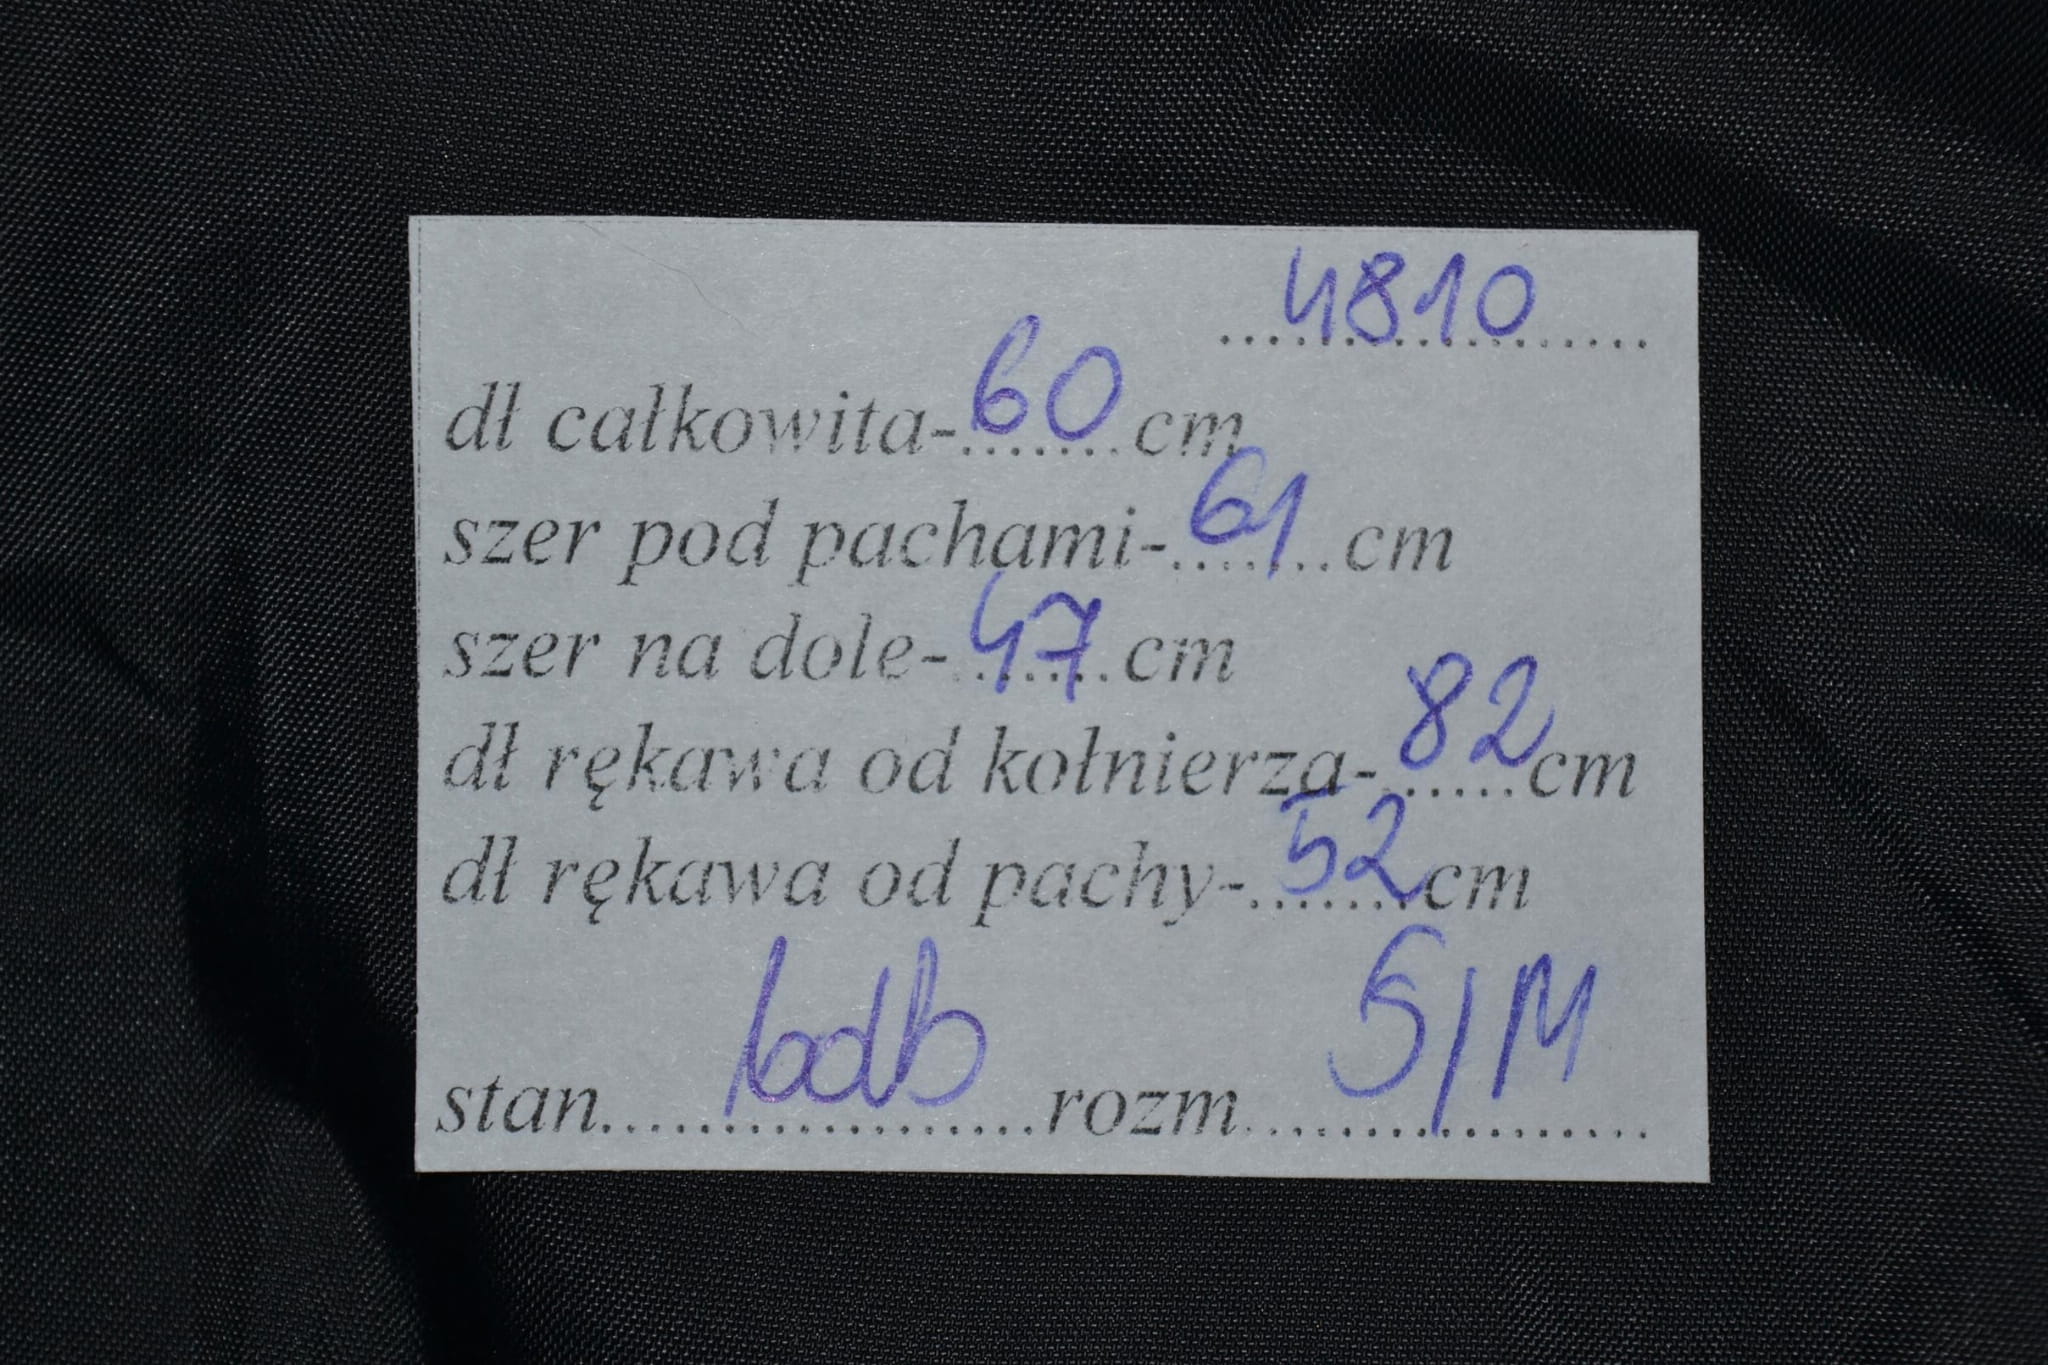 4810
dł całkowita-60cm
szer pod pachami-61cm
szer na dole-47cm
dł rękawa od kołnierza-82cm
dł rękawa od pachy-52cm
stan bdb rozm S/M